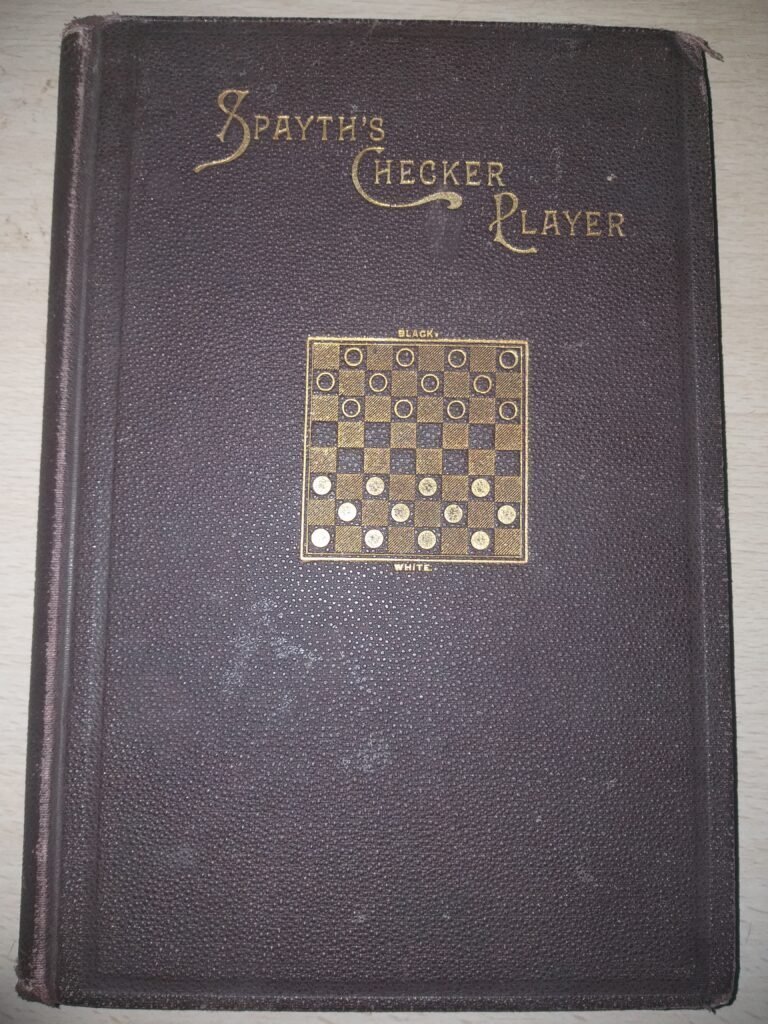 SPAYTH'S
CHECKER
PLAYER
BLACK.
WHITE.